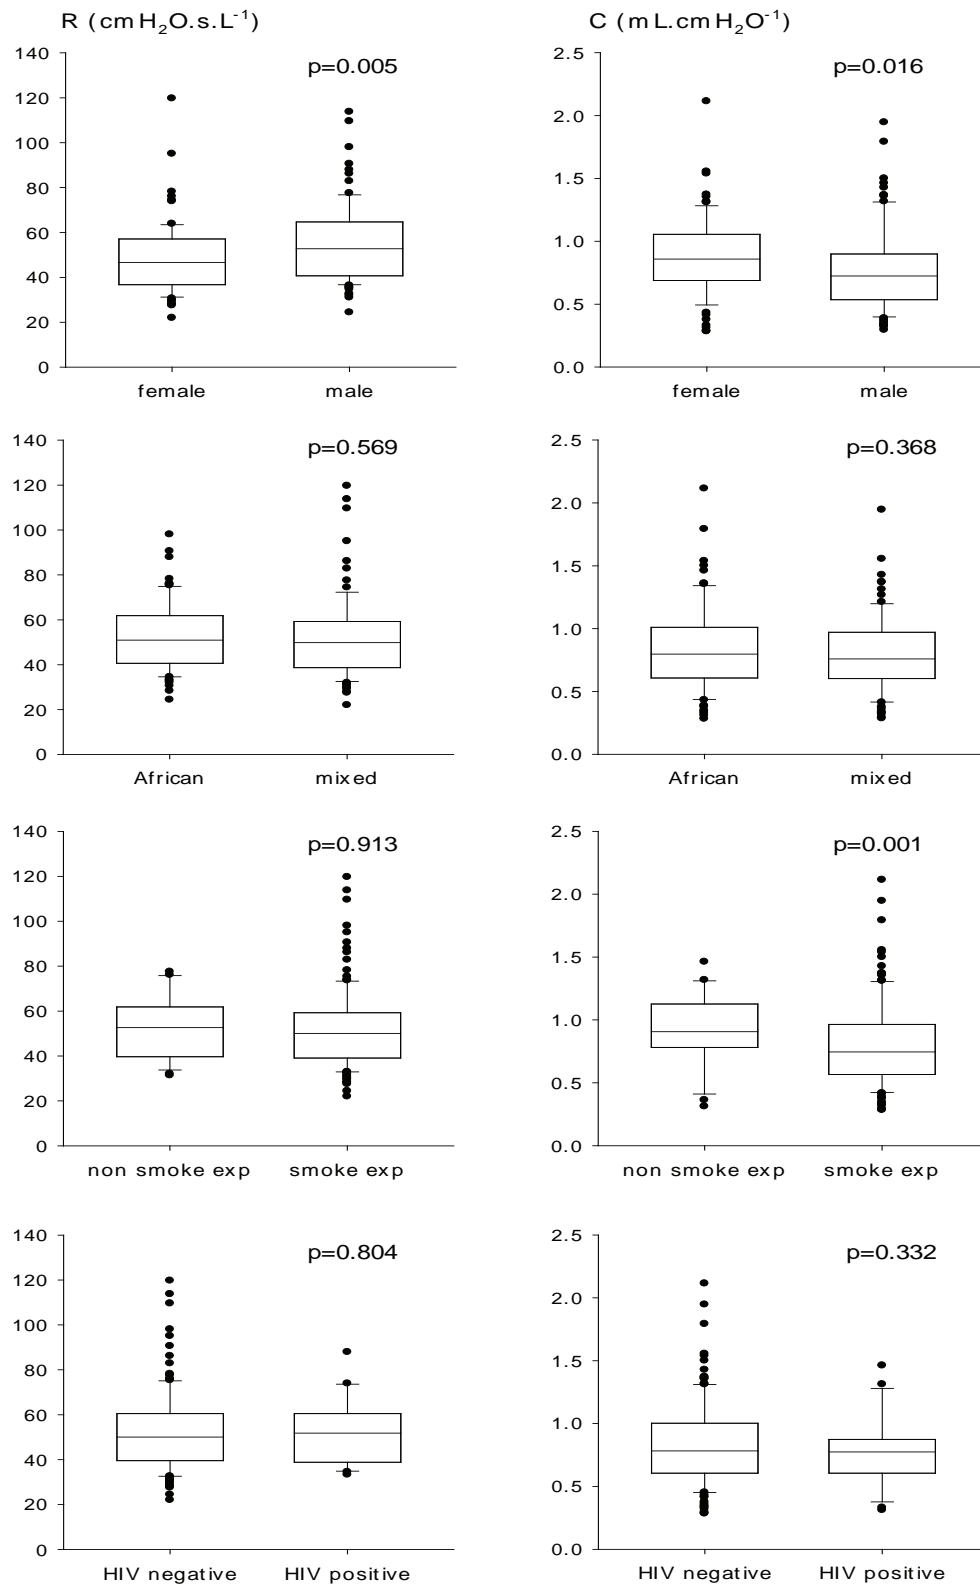 R (cmH₂O.s.L⁻¹)
C (mL.cmH₂O⁻¹)
140
120
100
80
60
40
20
0
p=0.005
female
male
2.5
2.0
1.5
1.0
0.5
0.0
p=0.016
female
male
140
120
100
80
60
40
20
0
p=0.569
African
mixed
2.5
2.0
1.5
1.0
0.5
0.0
p=0.368
African
mixed
140
120
100
80
60
40
20
0
p=0.913
non smoke exp
smoke exp
2.5
2.0
1.5
1.0
0.5
0.0
p=0.001
non smoke exp
smoke exp
140
120
100
80
60
40
20
0
p=0.804
HIV negative
HIV positive
2.5
2.0
1.5
1.0
0.5
0.0
p=0.332
HIV negative
HIV positive